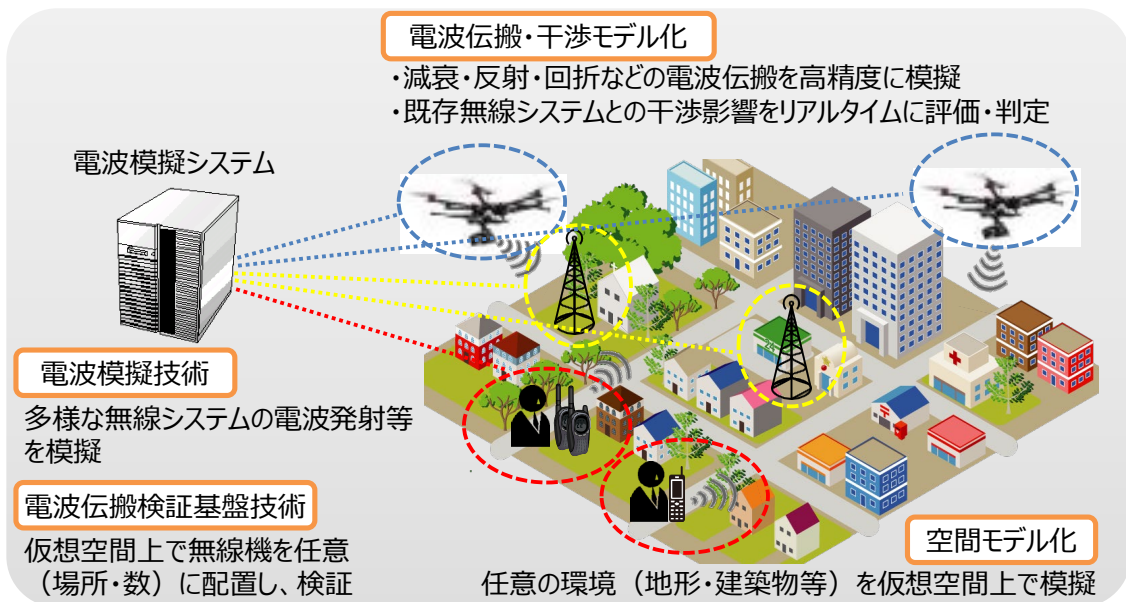 電波伝搬・干渉モデル化
・減衰・反射・回折などの電波伝搬を高精度に模擬
・既存無線システムとの干渉影響をリアルタイムに評価・判定
電波模擬システム
電波模擬技術
多様な無線システムの電波発射等
を模擬
電波伝搬検証基盤技術
仮想空間上で無線機を任意
（場所・数）に配置し、検証
空間モデル化
任意の環境（地形・建築物等）を仮想空間上で模擬